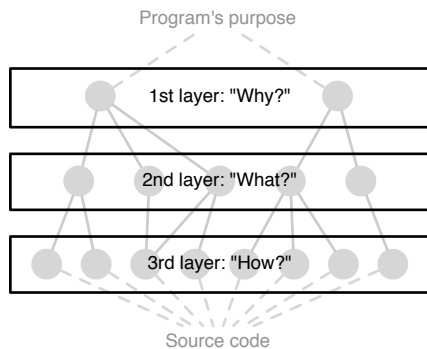 Program's purpose
1st layer: "Why?"
2nd layer: "What?"
3rd layer: "How?"
Source code